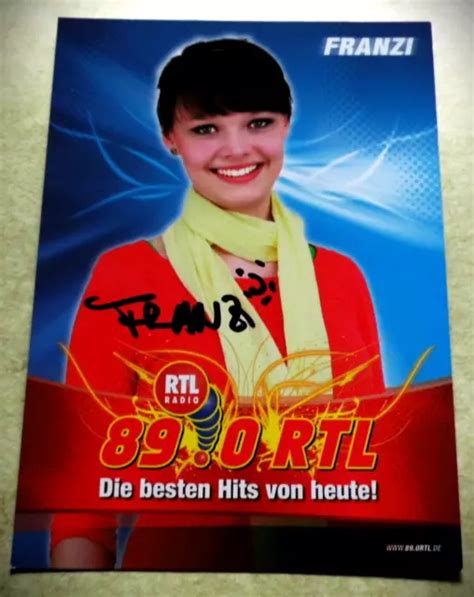 FRANZI
FRANZI
RTL
RADIO
89.0 RTL
Die besten Hits von heute!
WWW.89.0RTL.DE